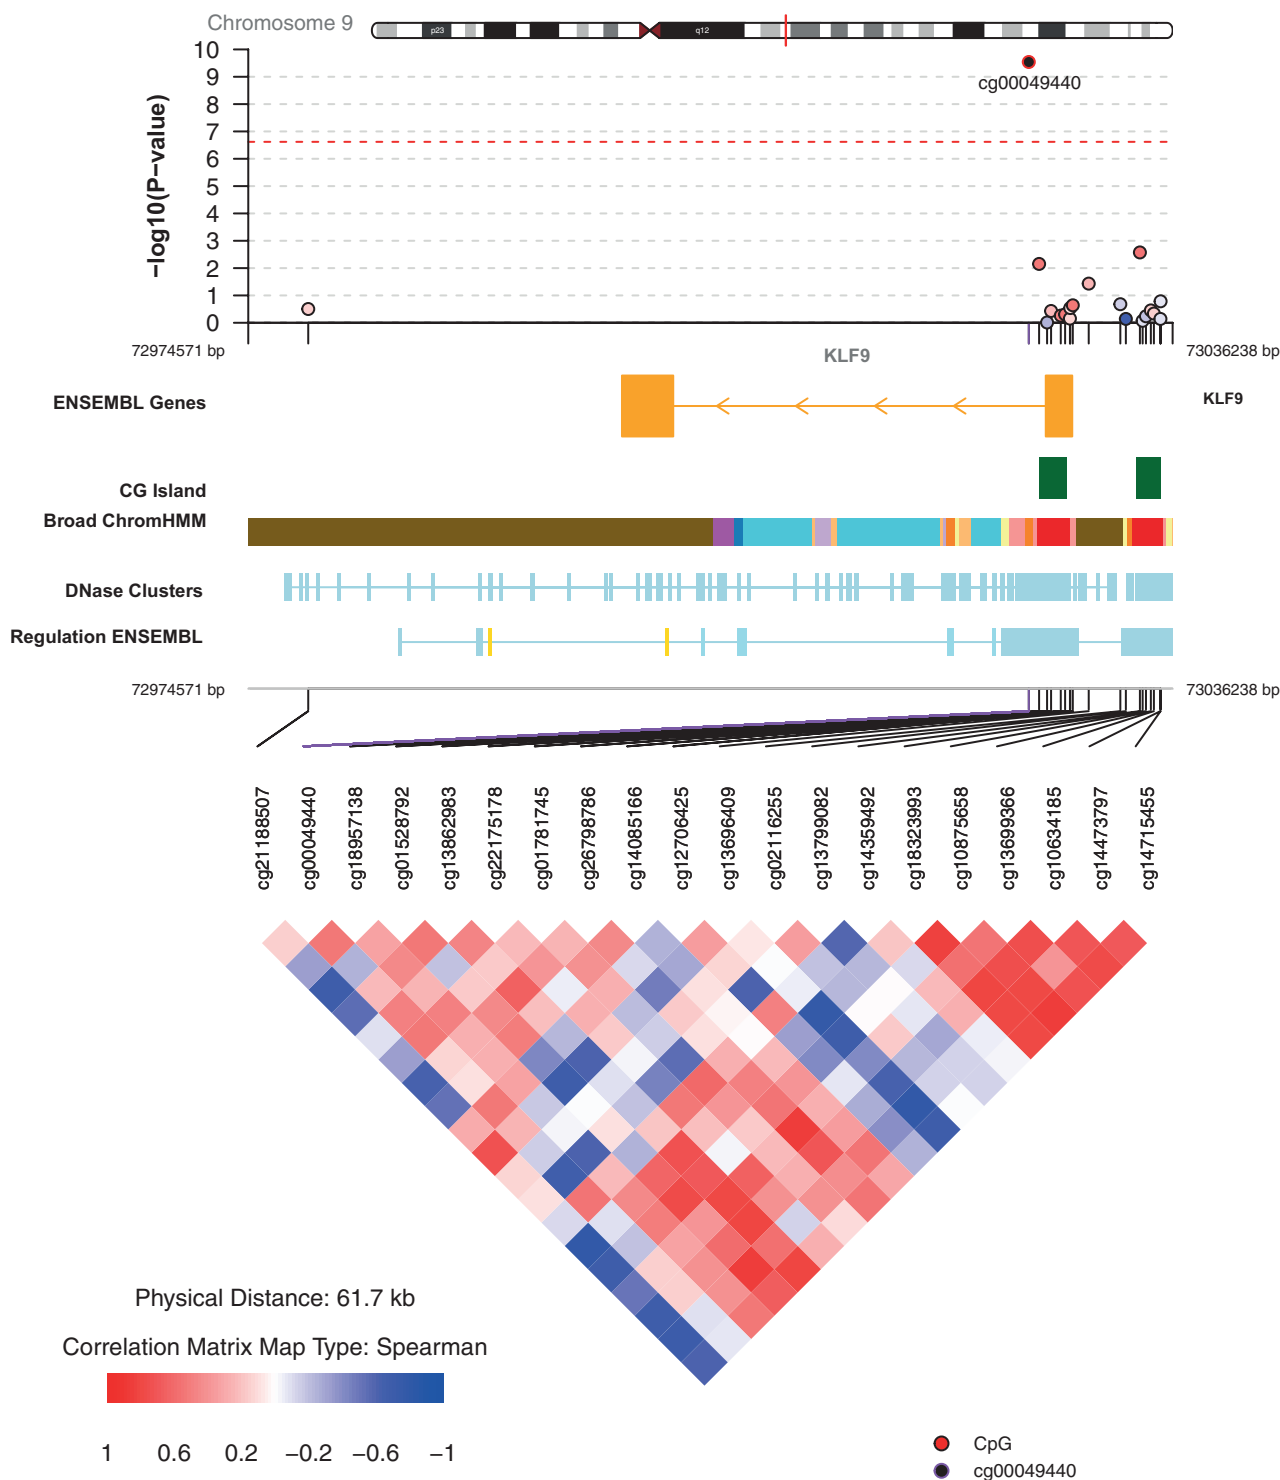 Chromosome 9
p23
q12
10
9
8
7
6
5
4
3
2
1
0
−log10(P−value)
cg00049440
72974571 bp
73036238 bp
KLF9
ENSEMBL Genes
KLF9
CG Island
Broad ChromHMM
DNase Clusters
Regulation ENSEMBL
72974571 bp
73036238 bp
cg21188507
cg00049440
cg18957138
cg01528792
cg13862983
cg22175178
cg01781745
cg26798786
cg14085166
cg12706425
cg13696409
cg02116255
cg13799082
cg14359492
cg18323993
cg10875658
cg13699366
cg10634185
cg14473797
cg14715455
Physical Distance: 61.7 kb
Correlation Matrix Map Type: Spearman
1 0.6 0.2 −0.2 −0.6 −1
CpG
cg00049440